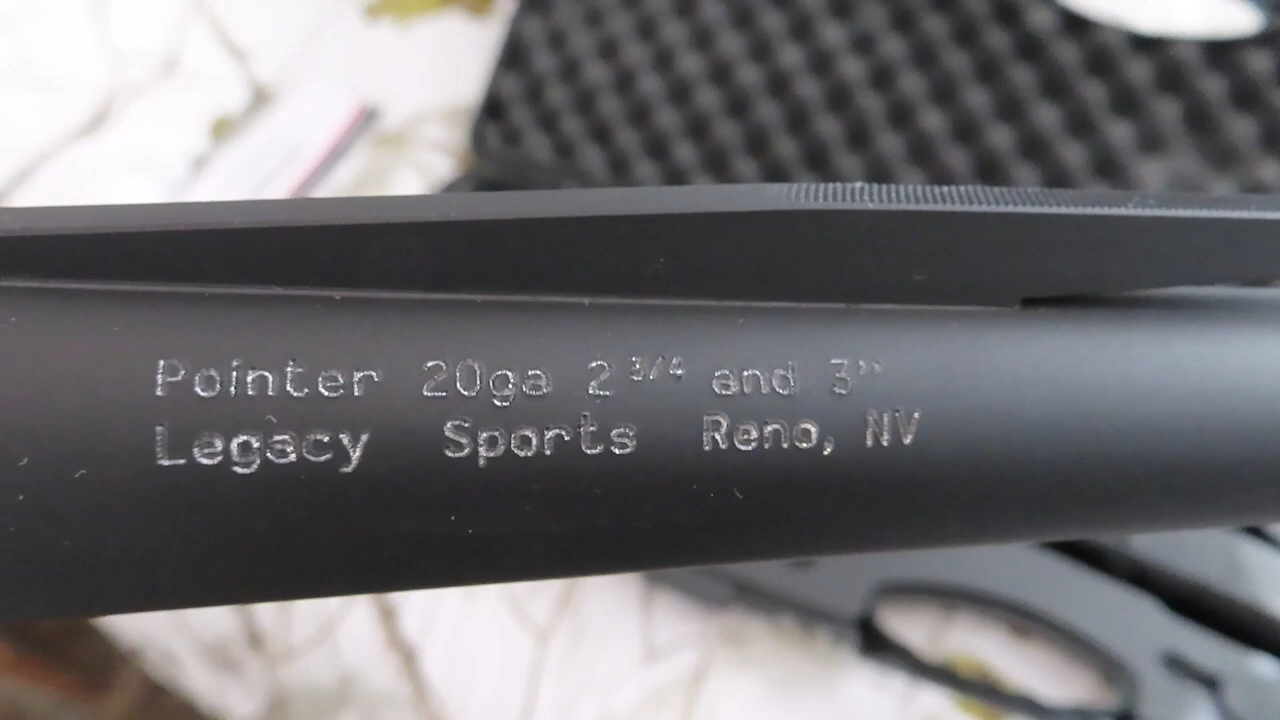 Pointer 20ga 2 3/4 and 3"
Legacy Sports Reno, NV